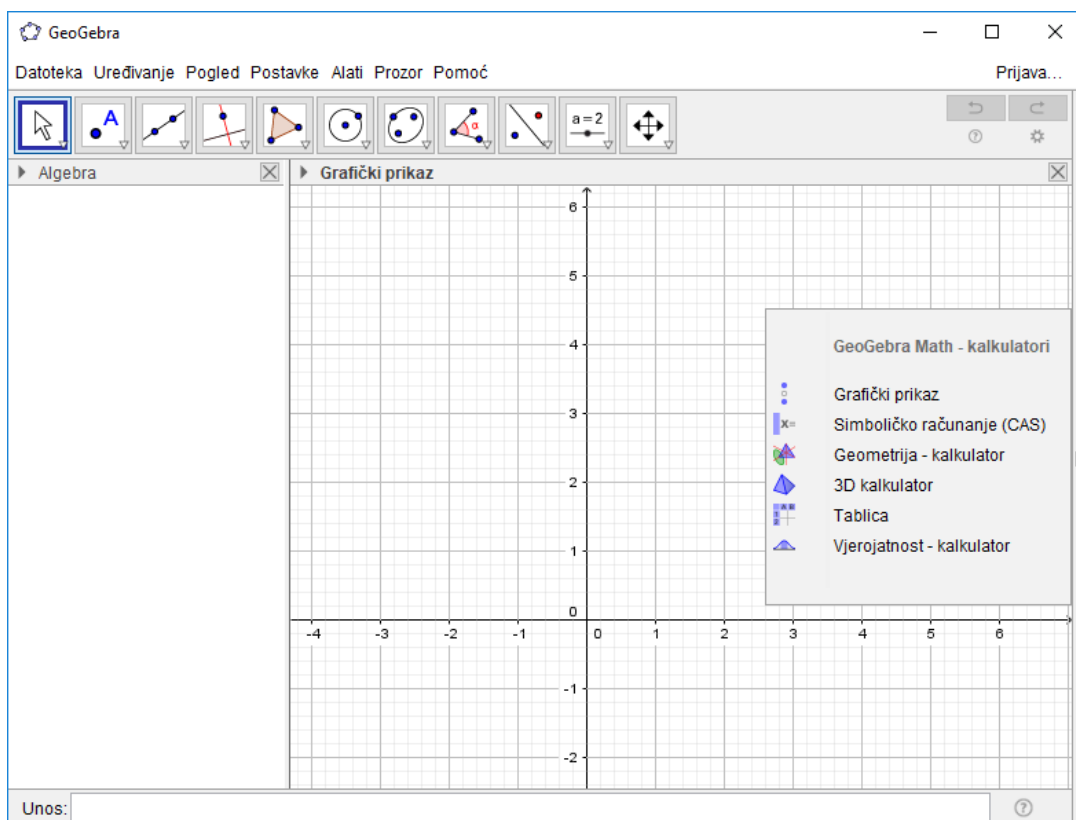 GeoGebra
Datoteka Uređivanje Pogled Postavke Alati Prozor Pomoć Prijava...
A α a=2
Algebra Grafički prikaz
6
5
4
3
2
1
0
-4 -3 -2 -1 0 1 2 3 4 5 6
-1
-2
GeoGebra Math - kalkulatori
Grafički prikaz
x= Simboličko računanje (CAS)
Geometrija - kalkulator
3D kalkulator
A B 1 2 Tablica
Vjerojatnost - kalkulator
Unos: